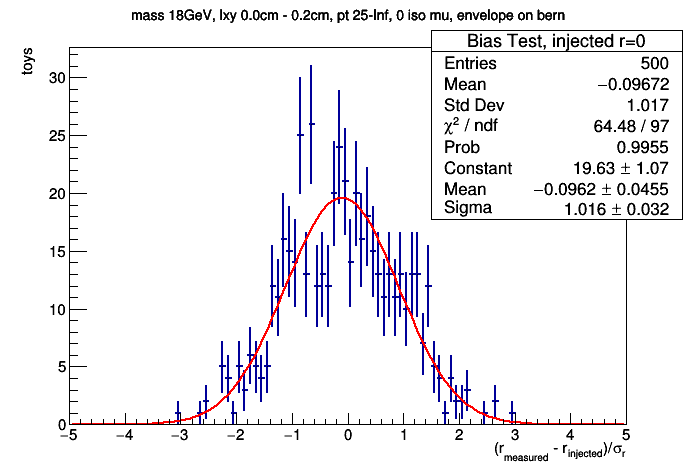 mass 18GeV, lxy 0.0cm - 0.2cm, pt 25-Inf, 0 iso mu, envelope on bern
toys
Bias Test, injected r=0
Entries 500
Mean −0.09672
Std Dev 1.017
χ² / ndf 64.48 / 97
Prob 0.9955
Constant 19.63 ± 1.07
Mean −0.0962 ± 0.0455
Sigma 1.016 ± 0.032
30
25
20
15
10
5
0
−5 −4 −3 −2 −1 0 1 2 3 4 5
(r_measured - r_injected)/σ_r